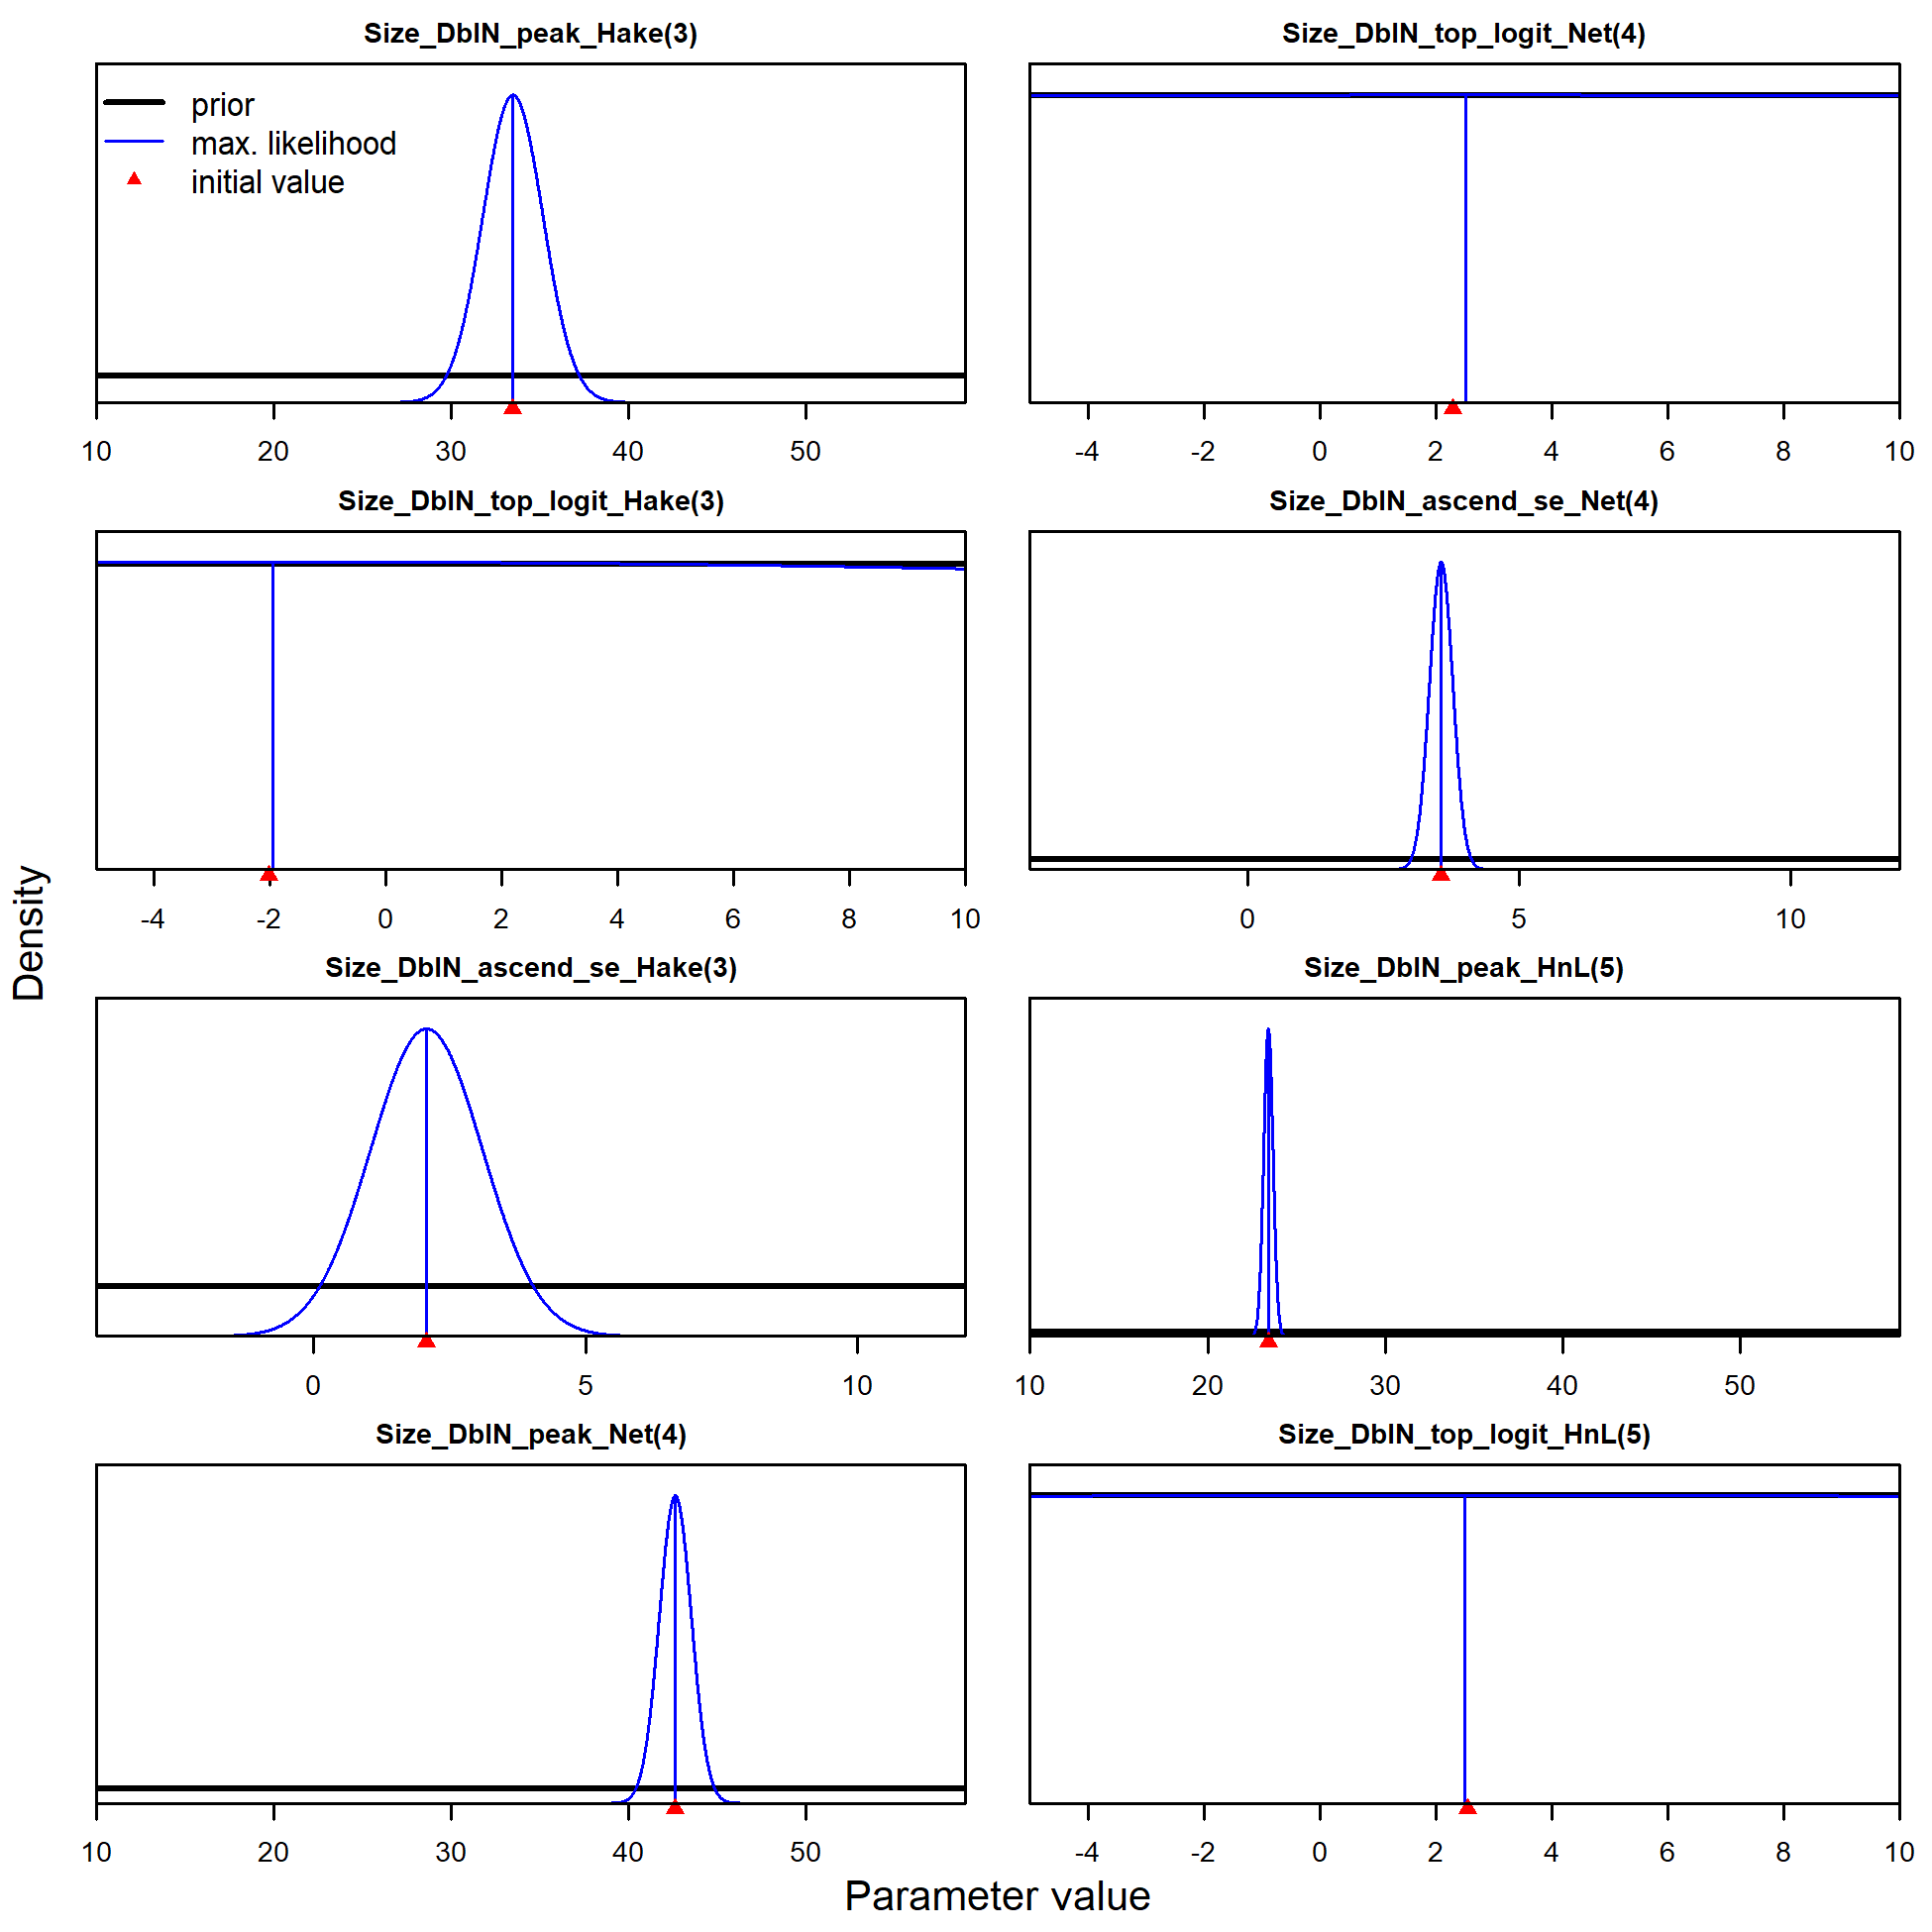 Size_DblN_peak_Hake(3)
prior
max. likelihood
initial value
10 20 30 40 50
Size_DblN_top_logit_Net(4)
-4 -2 0 2 4 6 8 10
Size_DblN_top_logit_Hake(3)
-4 -2 0 2 4 6 8 10
Size_DblN_ascend_se_Net(4)
0 5 10
Size_DblN_ascend_se_Hake(3)
0 5 10
Size_DblN_peak_HnL(5)
10 20 30 40 50
Size_DblN_peak_Net(4)
10 20 30 40 50
Size_DblN_top_logit_HnL(5)
-4 -2 0 2 4 6 8 10
Density
Parameter value